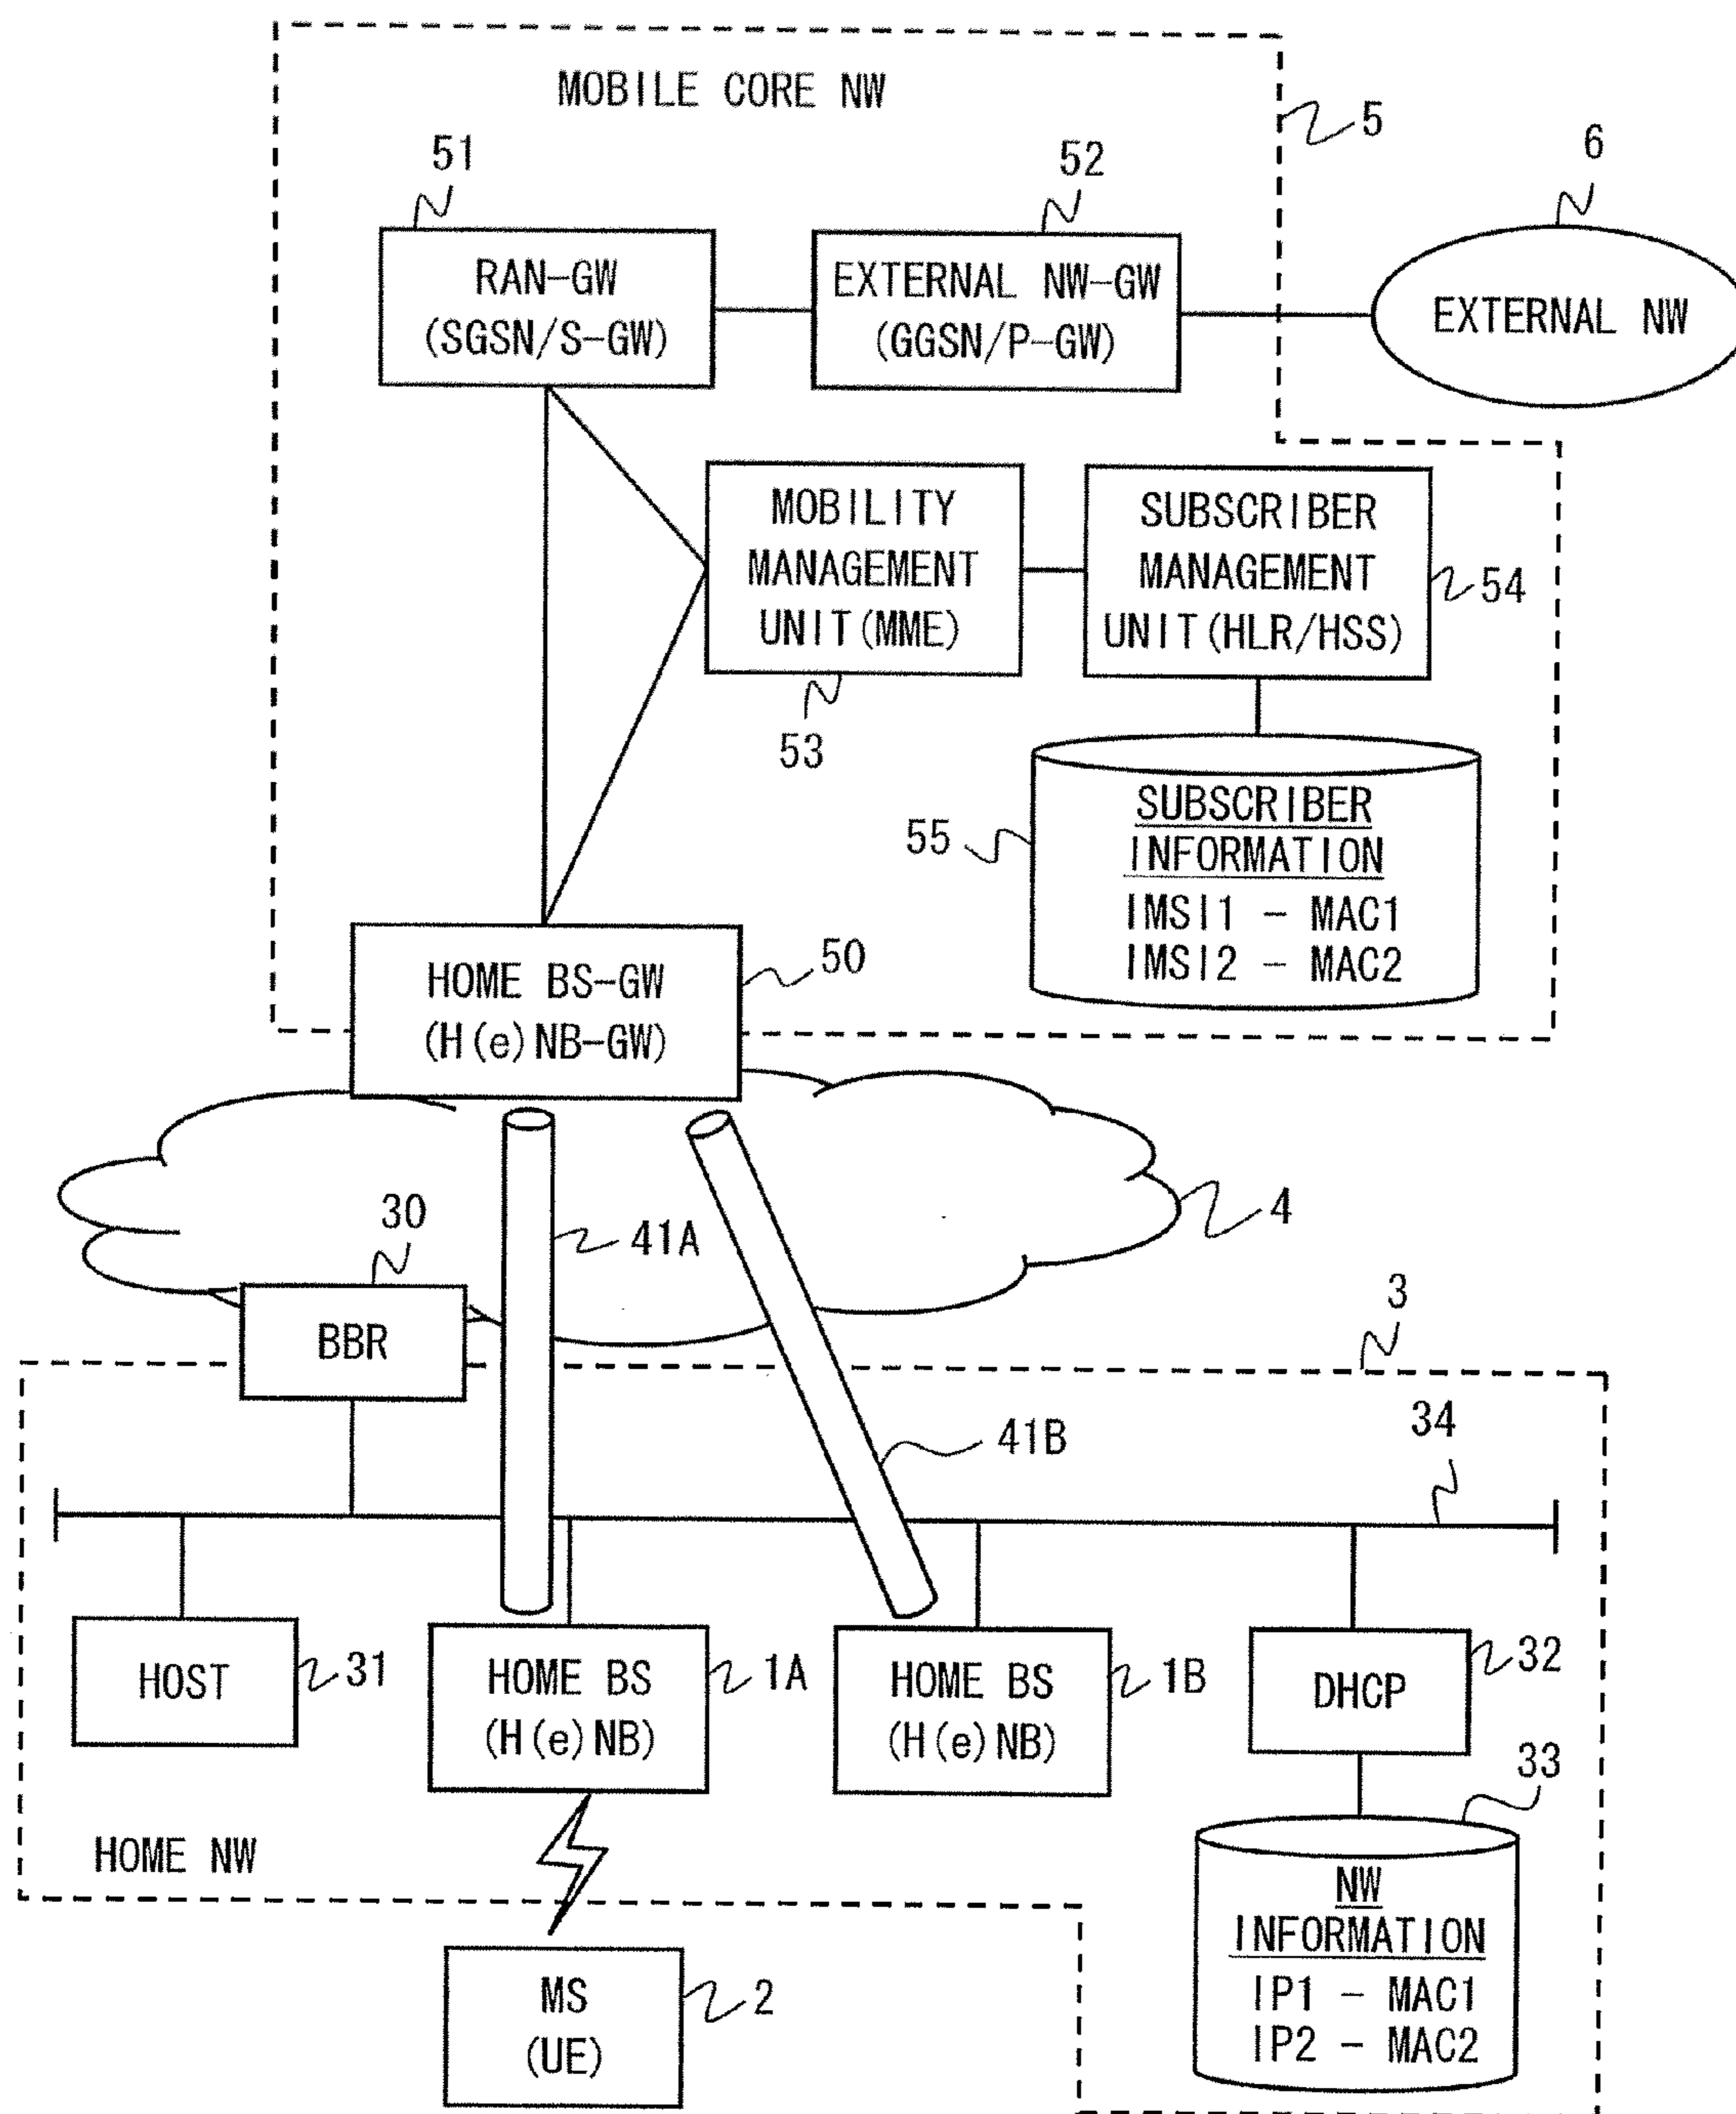 MOBILE CORE NW
5
51
52
6
RAN-GW
(SGSN/S-GW)
EXTERNAL NW-GW
(GGSN/P-GW)
EXTERNAL NW
MOBILITY
MANAGEMENT
UNIT(MME)
53
SUBSCRIBER
MANAGEMENT
UNIT(HLR/HSS)
54
55
SUBSCRIBER
INFORMATION
IMSI1 - MAC1
IMSI2 - MAC2
HOME BS-GW
(H(e)NB-GW)
50
30
41A
4
BBR
3
41B
34
HOST
31
HOME BS
(H(e)NB)
1A
HOME BS
(H(e)NB)
1B
DHCP
32
33
HOME NW
NW
INFORMATION
IP1 - MAC1
IP2 - MAC2
MS
(UE)
2